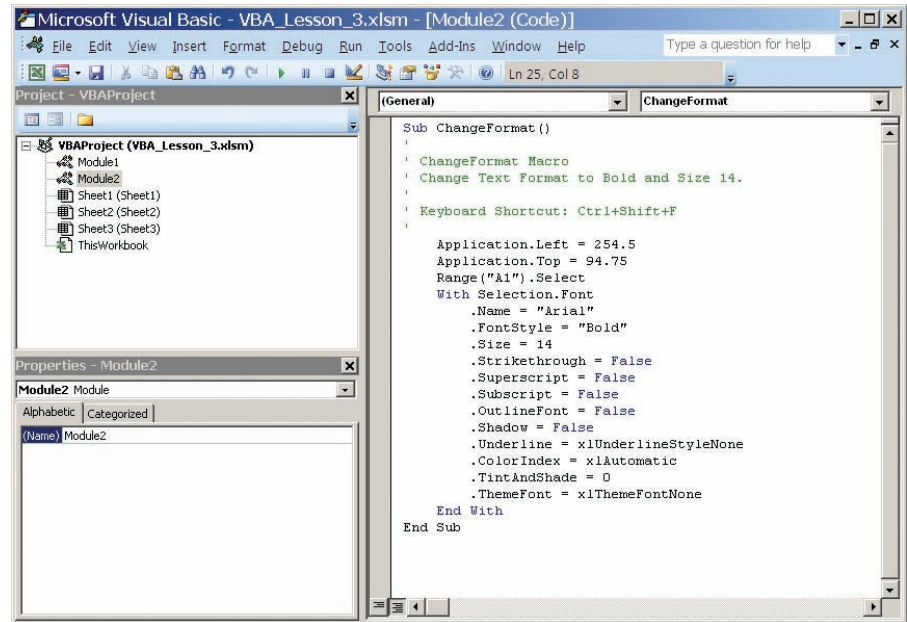 Microsoft Visual Basic - VBA_Lesson_3.xlsm - [Module2 (Code)]
File Edit View Insert Format Debug Run Tools Add-Ins Window Help
Type a question for help
Ln 25, Col 8
Project - VBAProject
VBAProject (VBA_Lesson_3.xlsm)
Module1
Module2
Sheet1 (Sheet1)
Sheet2 (Sheet2)
Sheet3 (Sheet3)
ThisWorkbook
Properties - Module2
Module2 Module
Alphabetic Categorized
(Name) Module2
(General) ChangeFormat
Sub ChangeFormat()
'
' ChangeFormat Macro
' Change Text Format to Bold and Size 14.
'
' Keyboard Shortcut: Ctrl+Shift+F
'
Application.Left = 254.5
Application.Top = 94.75
Range("A1").Select
With Selection.Font
.Name = "Arial"
.FontStyle = "Bold"
.Size = 14
.Strikethrough = False
.Superscript = False
.Subscript = False
.OutlineFont = False
.Shadow = False
.Underline = xlUnderlineStyleNone
.ColorIndex = xlAutomatic
.TintAndShade = 0
.ThemeFont = xlThemeFontNone
End With
End Sub